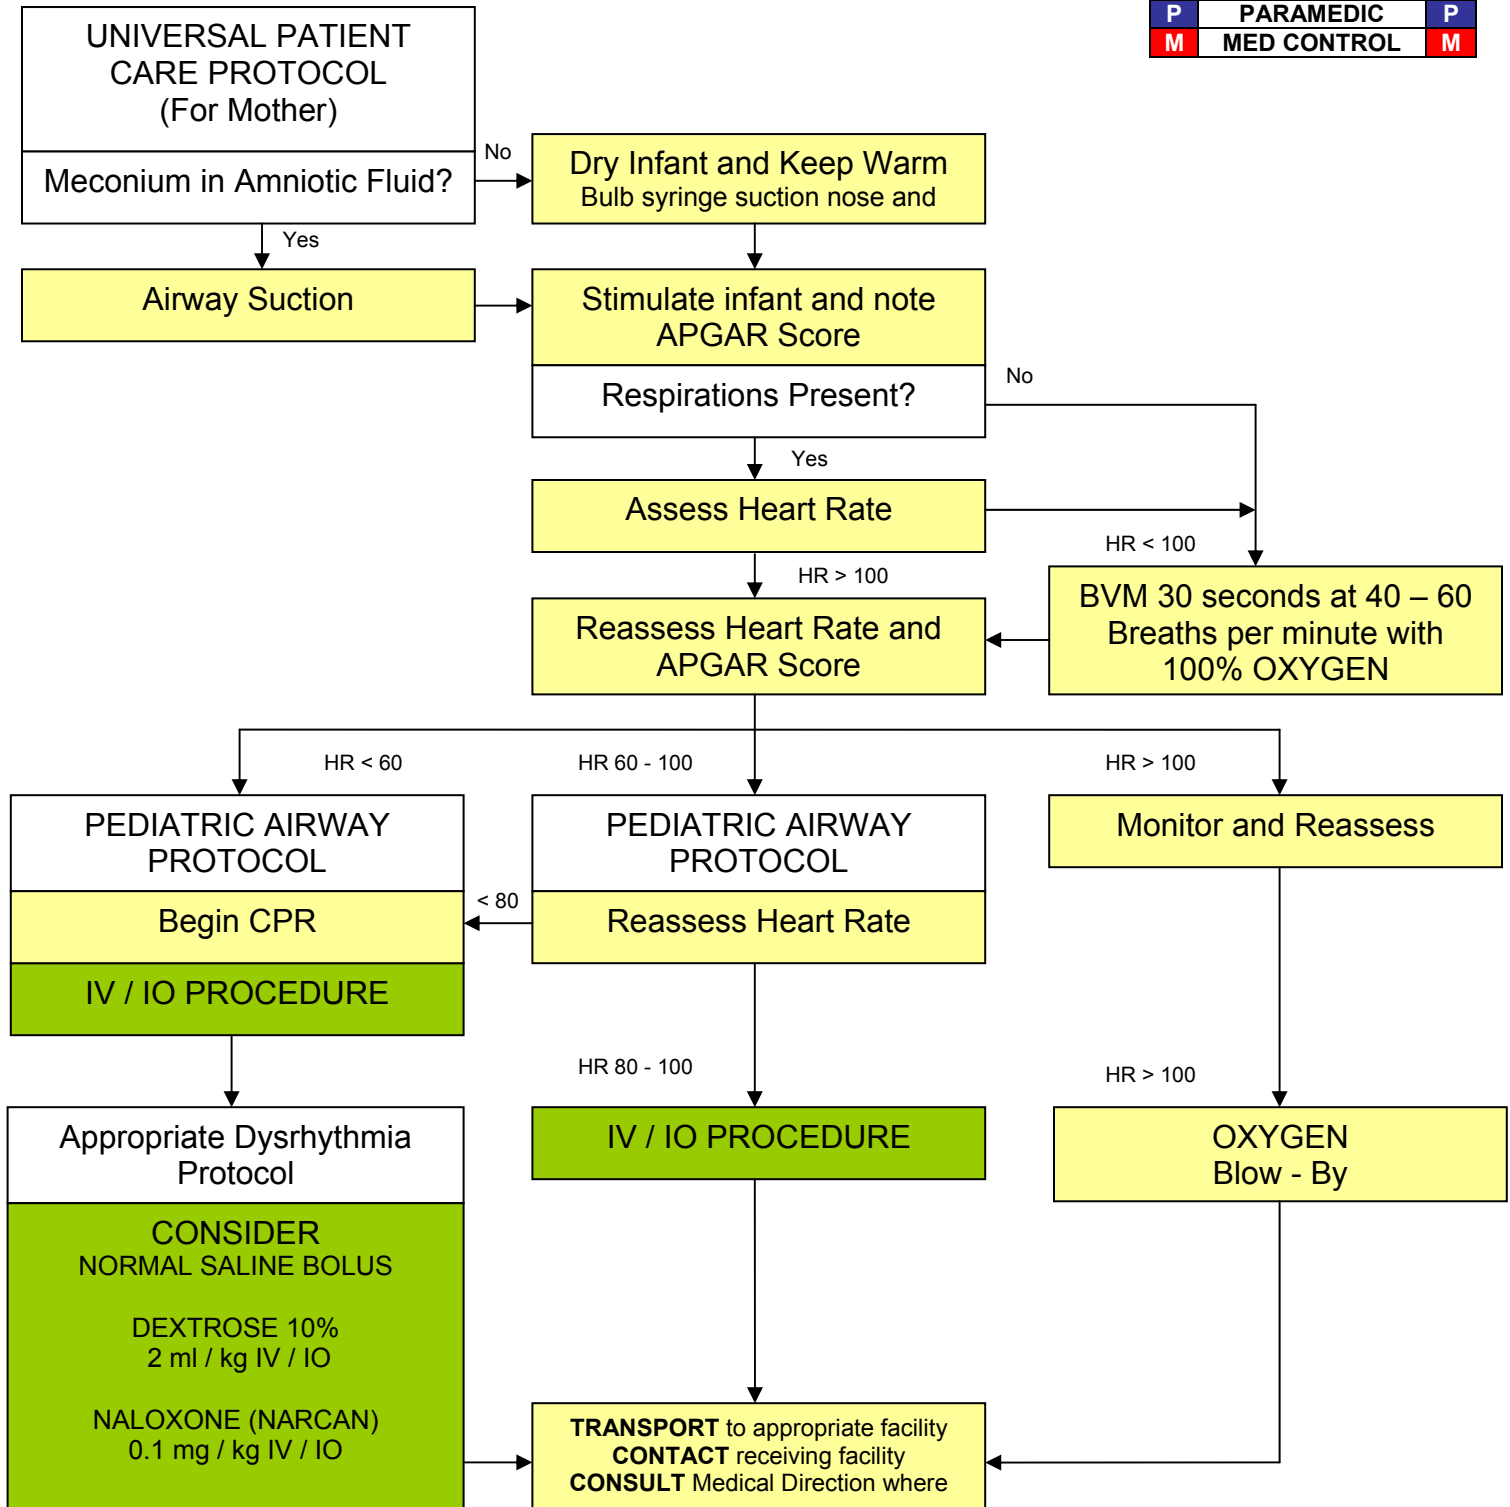 P PARAMEDIC P
M MED CONTROL M
UNIVERSAL PATIENT
CARE PROTOCOL
(For Mother)
Meconium in Amniotic Fluid?
No
Dry Infant and Keep Warm
Bulb syringe suction nose and
Yes
Airway Suction
Stimulate infant and note
APGAR Score
Respirations Present?
No
Yes
Assess Heart Rate
HR < 100
HR > 100
BVM 30 seconds at 40 – 60
Breaths per minute with
100% OXYGEN
Reassess Heart Rate and
APGAR Score
HR < 60
HR 60 - 100
HR > 100
PEDIATRIC AIRWAY
PROTOCOL
Begin CPR
IV / IO PROCEDURE
< 80
PEDIATRIC AIRWAY
PROTOCOL
Reassess Heart Rate
Monitor and Reassess
HR 80 - 100
HR > 100
Appropriate Dysrhythmia
Protocol
CONSIDER
NORMAL SALINE BOLUS
DEXTROSE 10%
2 ml / kg IV / IO
NALOXONE (NARCAN)
0.1 mg / kg IV / IO
IV / IO PROCEDURE
OXYGEN
Blow - By
TRANSPORT to appropriate facility
CONTACT receiving facility
CONSULT Medical Direction where